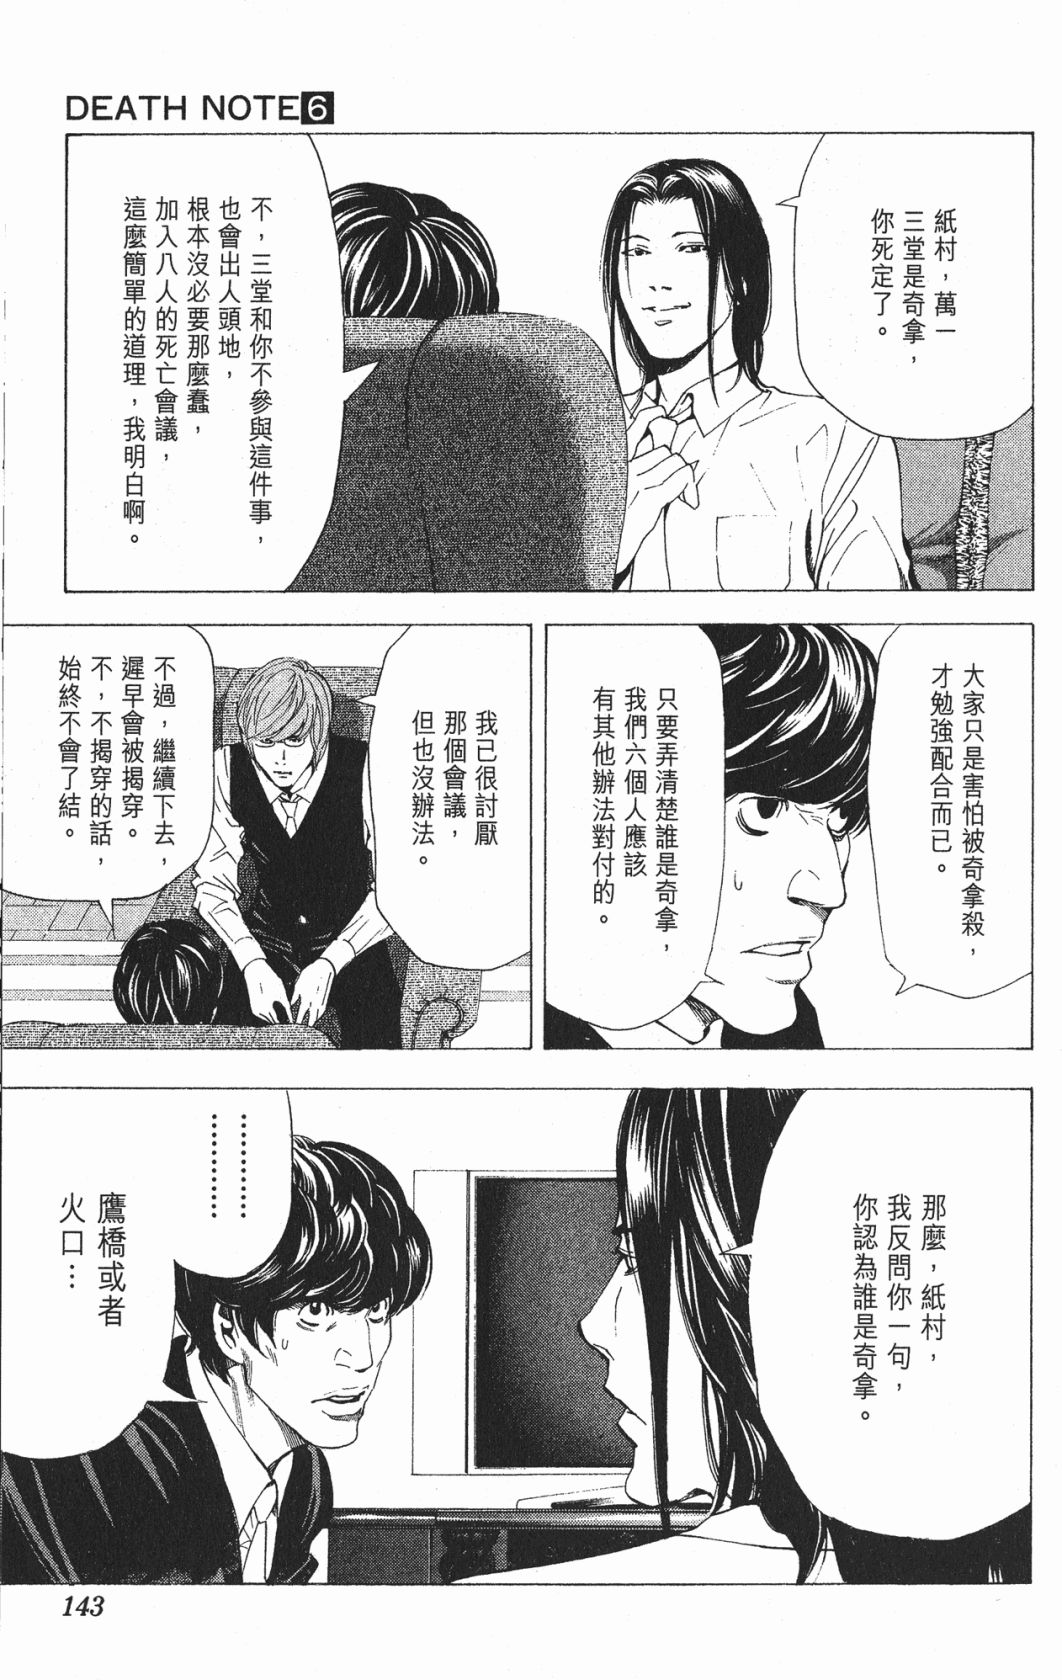 DEATH NOTE6
紙村，萬一
三堂是奇拿，
你死定了。
不，三堂和你不參與這件事，
也會出人頭地，
根本沒必要那麼蠢，
加入八人的死亡會議，
這麼簡單的道理，我明白啊。
大家只是害怕被奇拿殺，
才勉強配合而已。
只要弄清楚誰是奇拿，
我們六個人應該
有其他辦法對付的。
我已很討厭
那個會議，
但也沒辦法。
不過，繼續下去，
遲早會被揭穿。
不，不揭穿的話，
始終不會了結。
那麼，紙村，
我反問你一句，
你認為誰是奇拿。
…………
…………
鷹橋或者
火口…
143